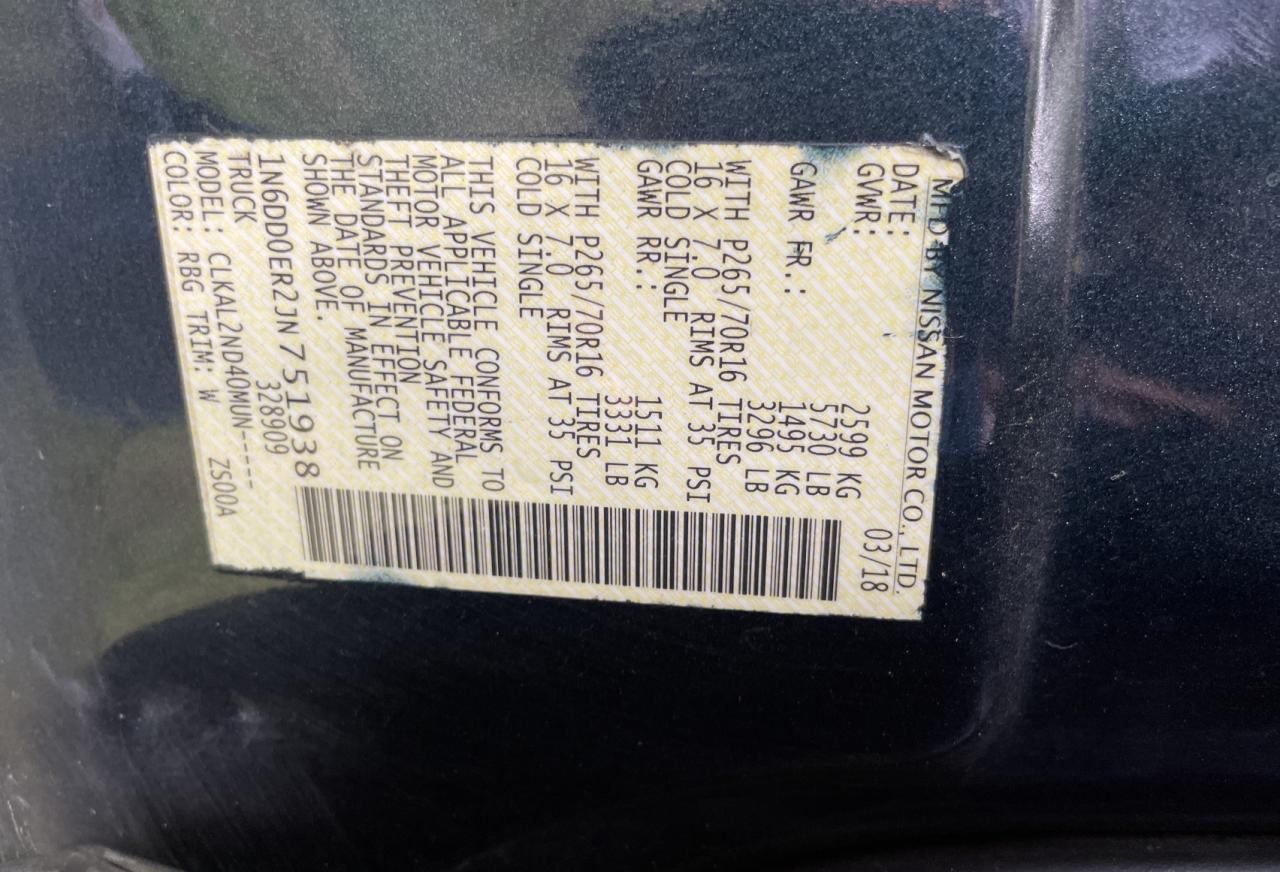 MFD BY NISSAN MOTOR CO., LTD.
DATE: 03/18
GVWR: 2599 KG
5730 LB
GAWR FR.: 1495 KG
3296 LB
WITH P265/70R16 TIRES
16 X 7.0 RIMS AT 35 PSI
COLD SINGLE
GAWR RR.: 1511 KG
3331 LB
WITH P265/70R16 TIRES
16 X 7.0 RIMS AT 35 PSI
COLD SINGLE
THIS VEHICLE CONFORMS TO
ALL APPLICABLE FEDERAL
MOTOR VEHICLE SAFETY AND
THEFT PREVENTION
STANDARDS IN EFFECT ON
THE DATE OF MANUFACTURE
SHOWN ABOVE.
1N6DD0ER2JN751938
TRUCK 328909
MODEL: CLKAL2ND40MUN-----
COLOR: RBG TRIM: W ZS00A